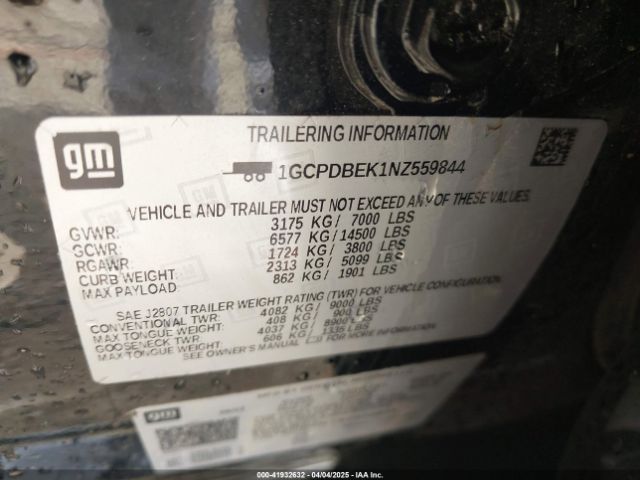 gm
TRAILERING INFORMATION
1GCPDBEK1NZ559844
VEHICLE AND TRAILER MUST NOT EXCEED ANY OF THESE VALUES.
GVWR: 3175 KG / 7000 LBS
GCWR: 6577 KG / 14500 LBS
RGAWR: 1724 KG / 3800 LBS
CURB WEIGHT: 2313 KG / 5099 LBS
MAX PAYLOAD: 862 KG / 1901 LBS
SAE J2807 TRAILER WEIGHT RATING (TWR) FOR VEHICLE CONFIGURATION.
CONVENTIONAL TWR: 4082 KG / 9000 LBS
MAX TONGUE WEIGHT: 408 KG / 900 LBS
GOOSENECK TWR: 4037 KG / 8900 LBS
MAX TONGUE WEIGHT: 606 KG / 1335 LBS
SEE OWNER'S MANUAL FOR MORE INFORMATION
gm
000-41932632 - 04/04/2025 - IAAI.COM